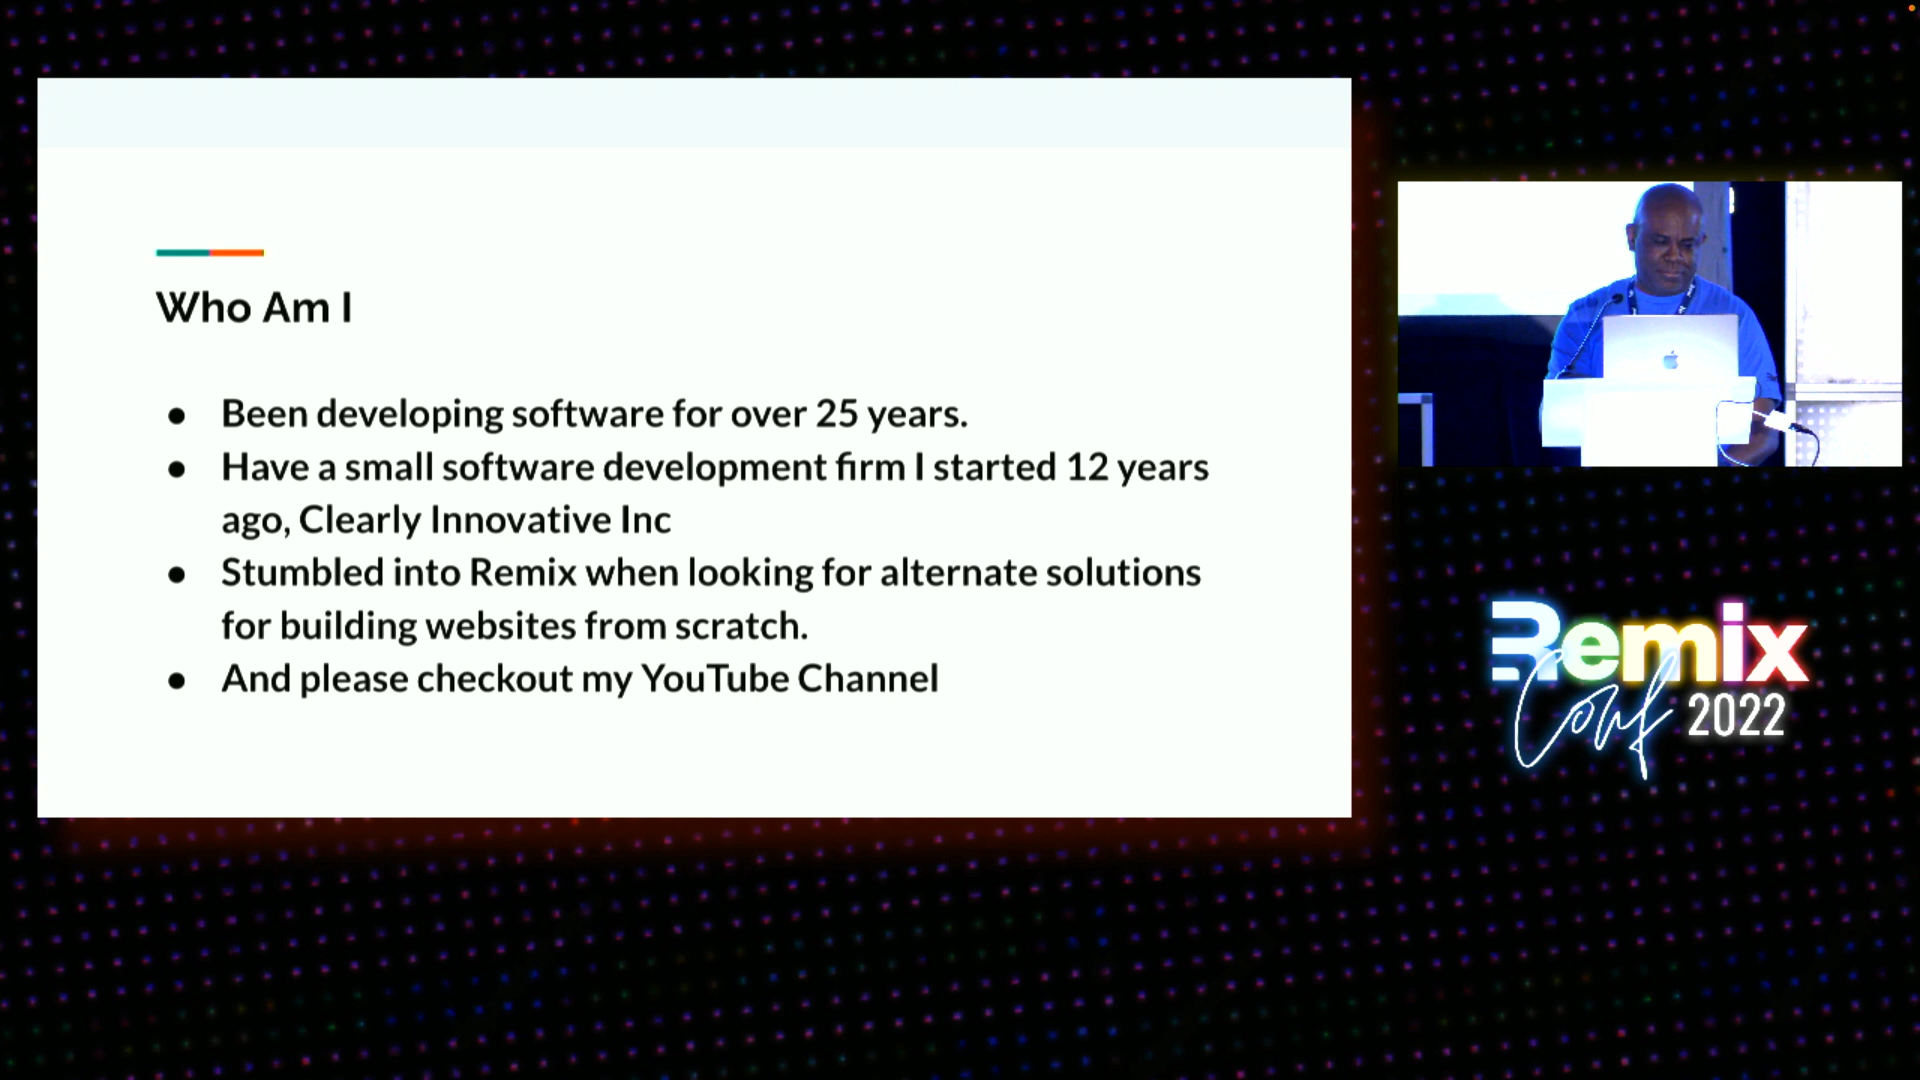 Who Am I
● Been developing software for over 25 years.
● Have a small software development firm I started 12 years
ago, Clearly Innovative Inc
● Stumbled into Remix when looking for alternate solutions
for building websites from scratch.
● And please checkout my YouTube Channel
Remix
Conf 2022